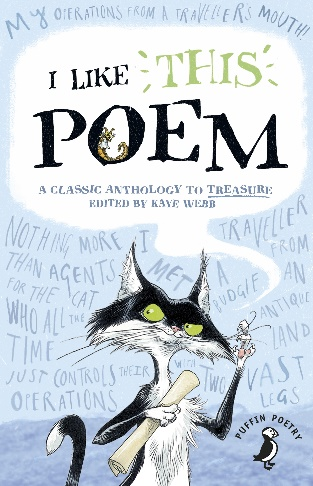 MY OPERATIONS FROM A TRAVELLER'S MOUTH!
I LIKE THIS
POEM
A CLASSIC ANTHOLOGY TO TREASURE
EDITED BY KAYE WEBB
NOTHING MORE I
THAN AGENTS
FOR THE CAT
WHO ALL THE
TIME
JUST CONTROLS THEIR
OPERATIONS
MET A
BUDGIE
WITH TWO
TRAVELLER
FROM
AN
ANTIQUE
LAND
VAST
LEGS
PUFFIN POETRY